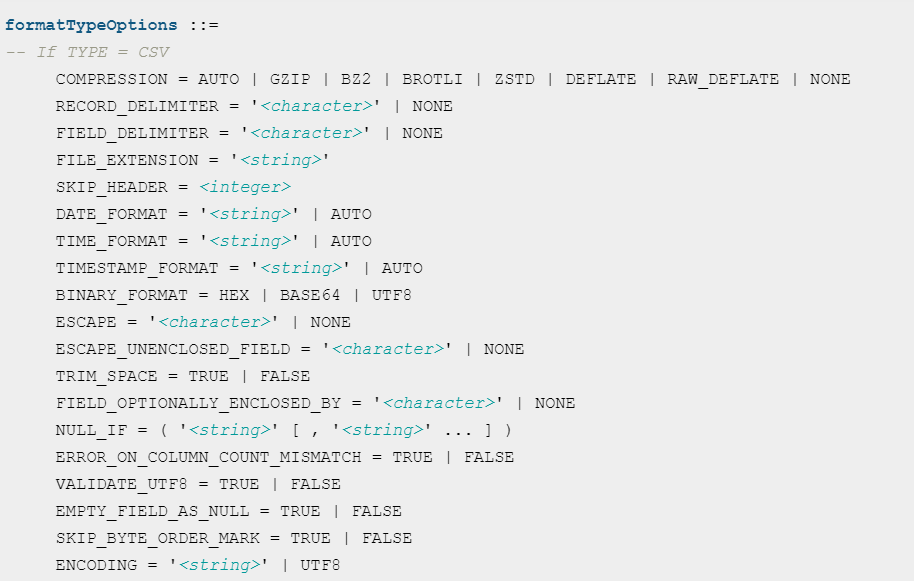 formatTypeOptions ::=
-- If TYPE = CSV
COMPRESSION = AUTO | GZIP | BZ2 | BROTLI | ZSTD | DEFLATE | RAW_DEFLATE | NONE
RECORD_DELIMITER = '<character>' | NONE
FIELD_DELIMITER = '<character>' | NONE
FILE_EXTENSION = '<string>'
SKIP_HEADER = <integer>
DATE_FORMAT = '<string>' | AUTO
TIME_FORMAT = '<string>' | AUTO
TIMESTAMP_FORMAT = '<string>' | AUTO
BINARY_FORMAT = HEX | BASE64 | UTF8
ESCAPE = '<character>' | NONE
ESCAPE_UNENCLOSED_FIELD = '<character>' | NONE
TRIM_SPACE = TRUE | FALSE
FIELD_OPTIONALLY_ENCLOSED_BY = '<character>' | NONE
NULL_IF = ( '<string>' [ , '<string>' ... ] )
ERROR_ON_COLUMN_COUNT_MISMATCH = TRUE | FALSE
VALIDATE_UTF8 = TRUE | FALSE
EMPTY_FIELD_AS_NULL = TRUE | FALSE
SKIP_BYTE_ORDER_MARK = TRUE | FALSE
ENCODING = '<string>' | UTF8